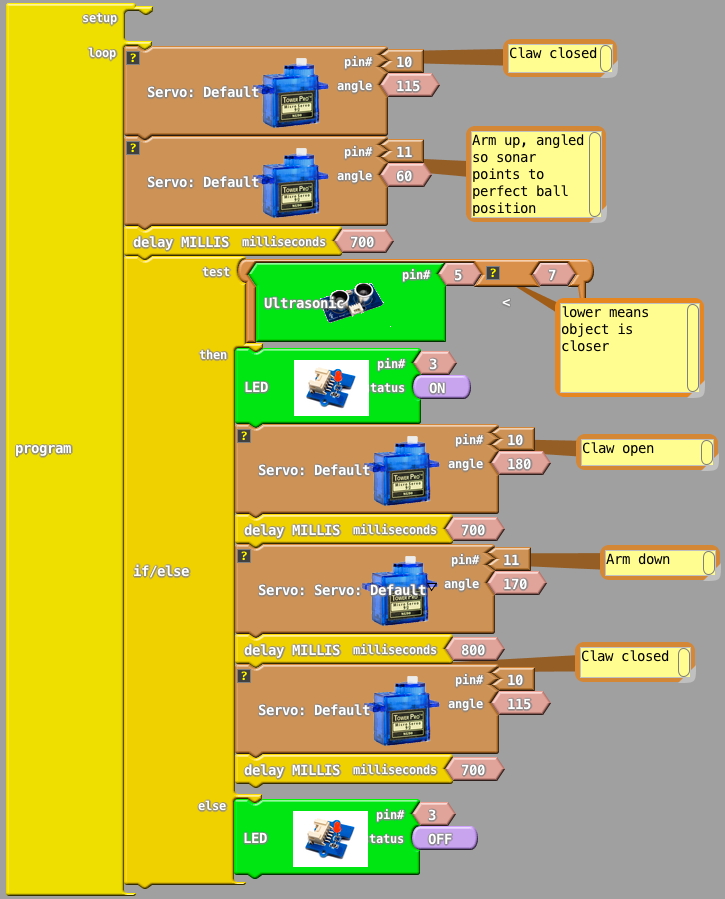 setup
loop
?
pin# 10
Claw closed
Servo: Default
angle 115
?
pin# 11
Arm up, angled
so sonar
points to
perfect ball
position
Servo: Default
angle 60
delay MILLIS milliseconds 700
test
pin# 5 ? 7
Ultrasonic
<
lower means
object is
closer
then
pin# 3
LED
tatus ON
?
pin# 10
Claw open
Servo: Default
angle 180
program
delay MILLIS milliseconds 700
?
pin# 11
Arm down
if/else
angle 170
Servo: Servo: Default
delay MILLIS milliseconds 800
Claw closed
?
pin# 10
Servo: Default
angle 115
delay MILLIS milliseconds 700
else
pin# 3
LED
tatus OFF